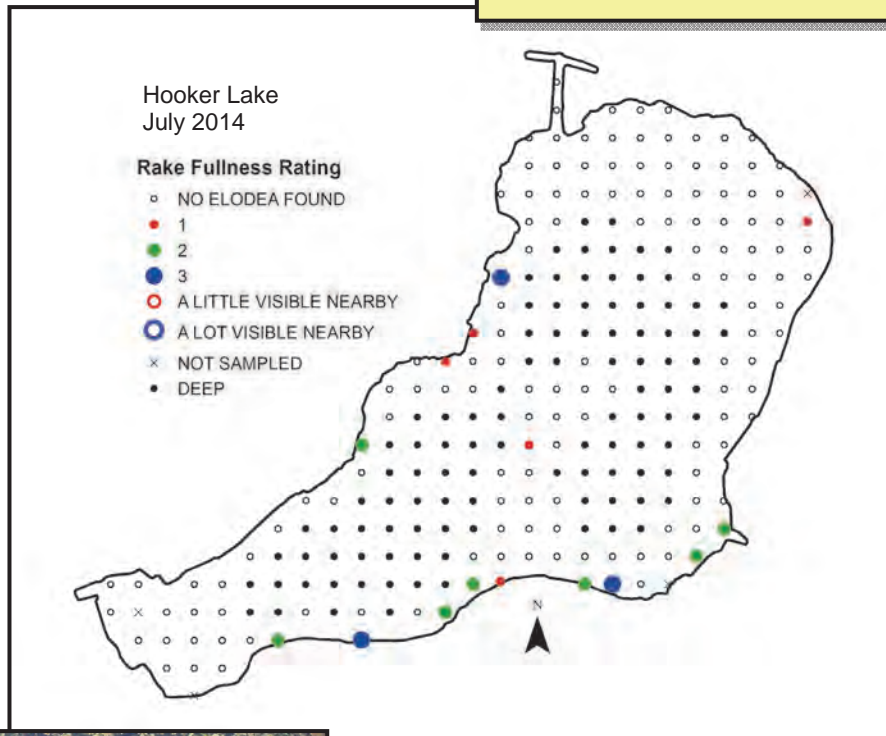 Hooker Lake
July 2014
Rake Fullness Rating
NO ELODEA FOUND
1
2
3
A LITTLE VISIBLE NEARBY
A LOT VISIBLE NEARBY
NOT SAMPLED
DEEP
N